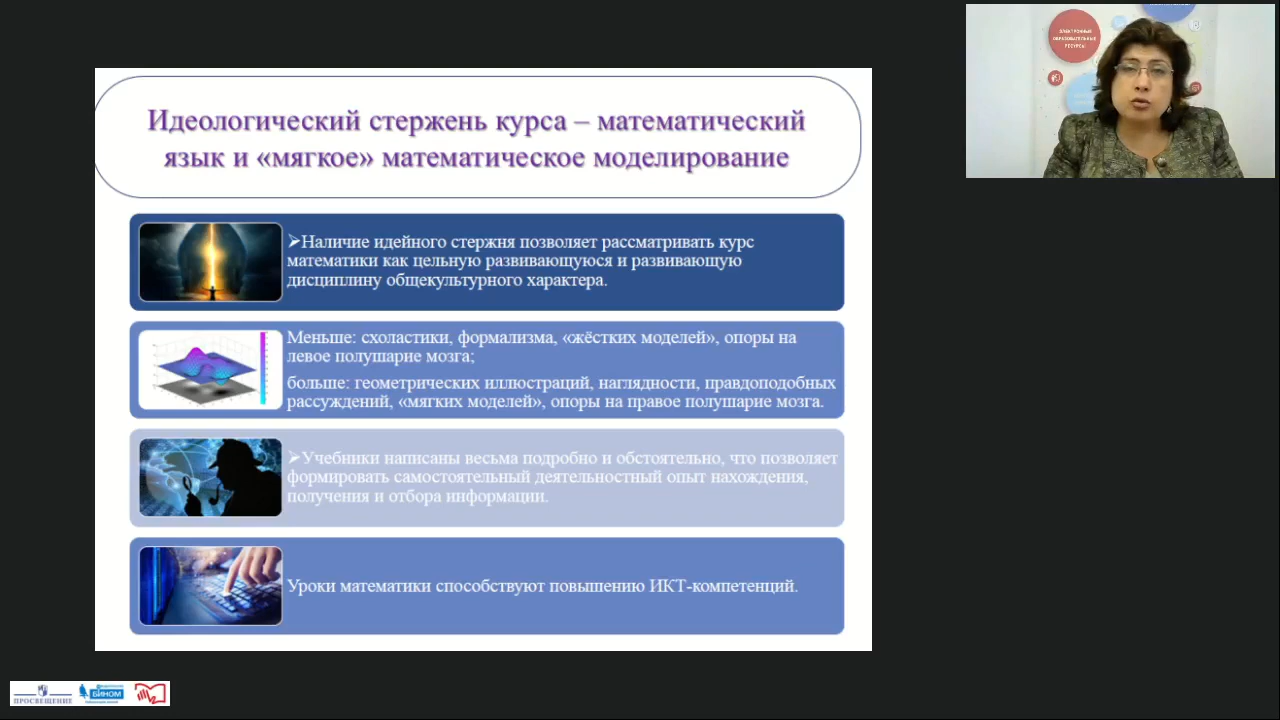 Идеологический стержень курса – математический
язык и «мягкое» математическое моделирование
➤Наличие идейного стержня позволяет рассматривать курс
математики как цельную развивающуюся и развивающую
дисциплину общекультурного характера.
Меньше: схоластики, формализма, «жёстких моделей», опоры на
левое полушарие мозга;
больше: геометрических иллюстраций, наглядности, правдоподобных
рассуждений, «мягких моделей», опоры на правое полушарие мозга.
➤Учебники написаны весьма подробно и обстоятельно, что позволяет
формировать самостоятельный деятельностный опыт нахождения,
получения и отбора информации.
Уроки математики способствуют повышению ИКТ-компетенций.
ЭЛЕКТРОННЫЕ
ОБРАЗОВАТЕЛЬНЫЕ
РЕСУРСЫ
ПРОСВЕЩЕНИЕ
БИНОМ